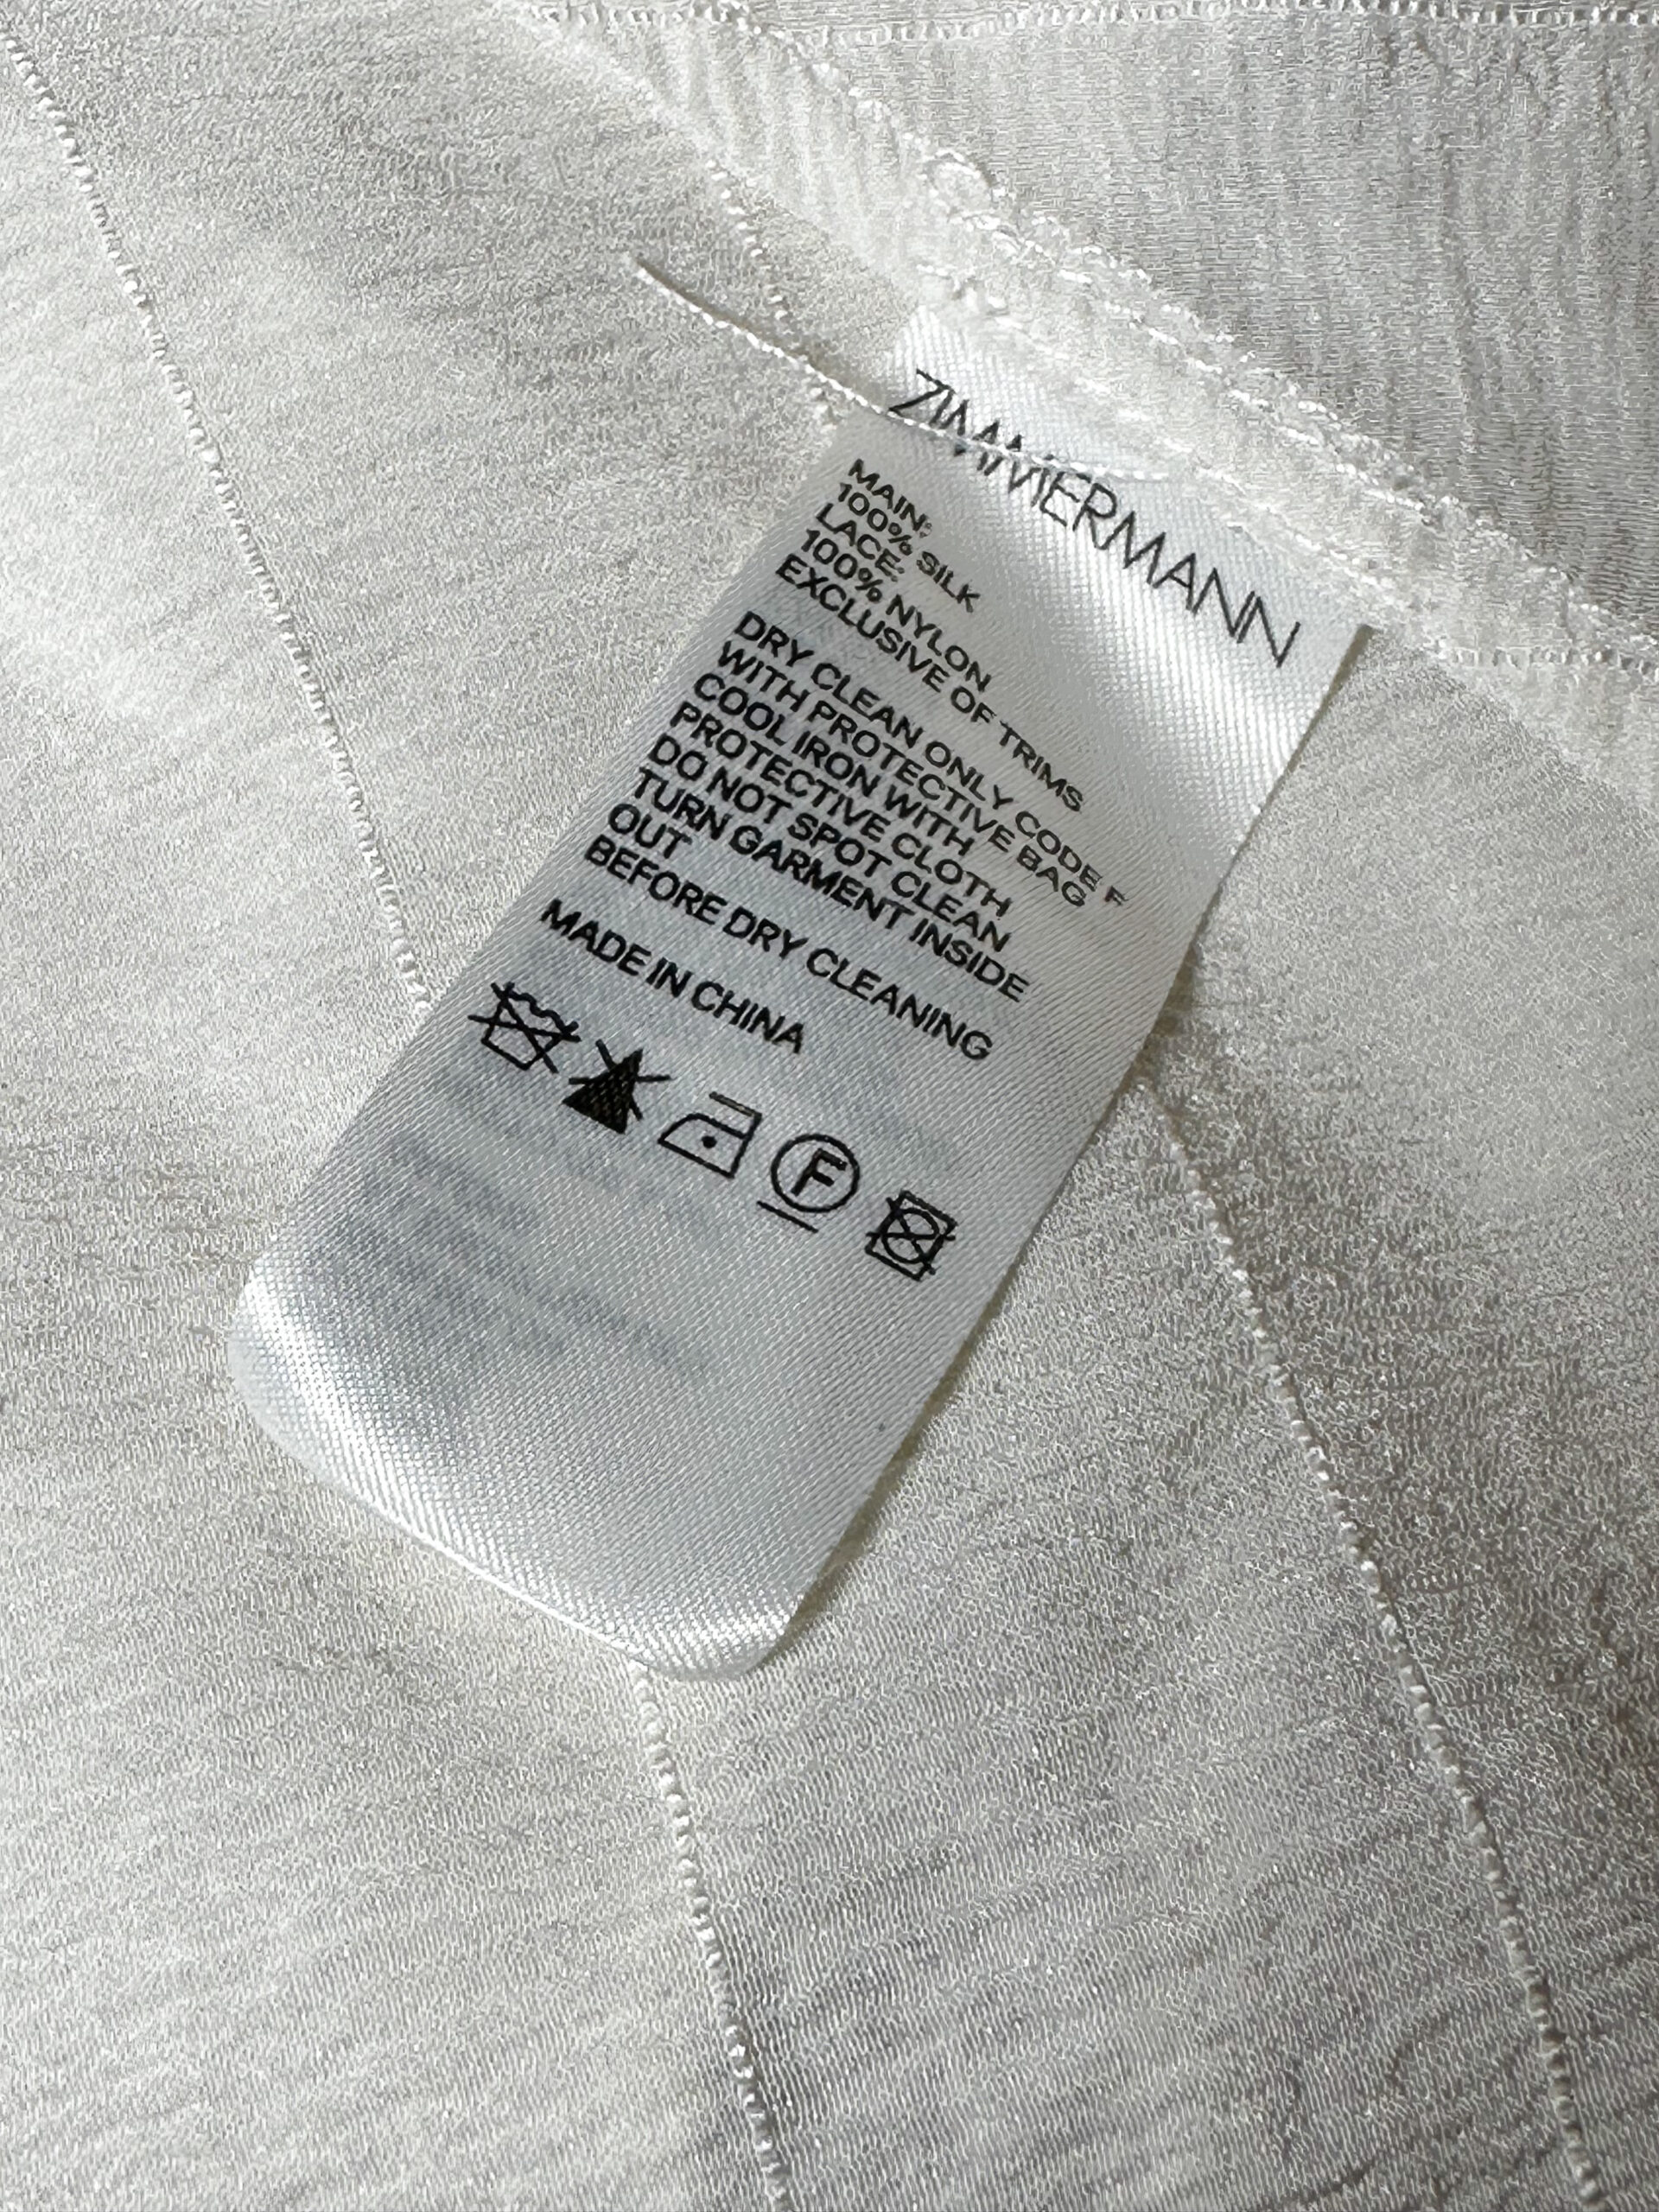 ZIMMERMANN
MAIN:
100% SILK
LACE:
100% NYLON
EXCLUSIVE OF TRIMS
DRY CLEAN ONLY CODE F
WITH PROTECTIVE BAG
COOL IRON WITH
PROTECTIVE CLOTH
DO NOT SPOT CLEAN
TURN GARMENT INSIDE
OUT
BEFORE DRY CLEANING
MADE IN CHINA
F